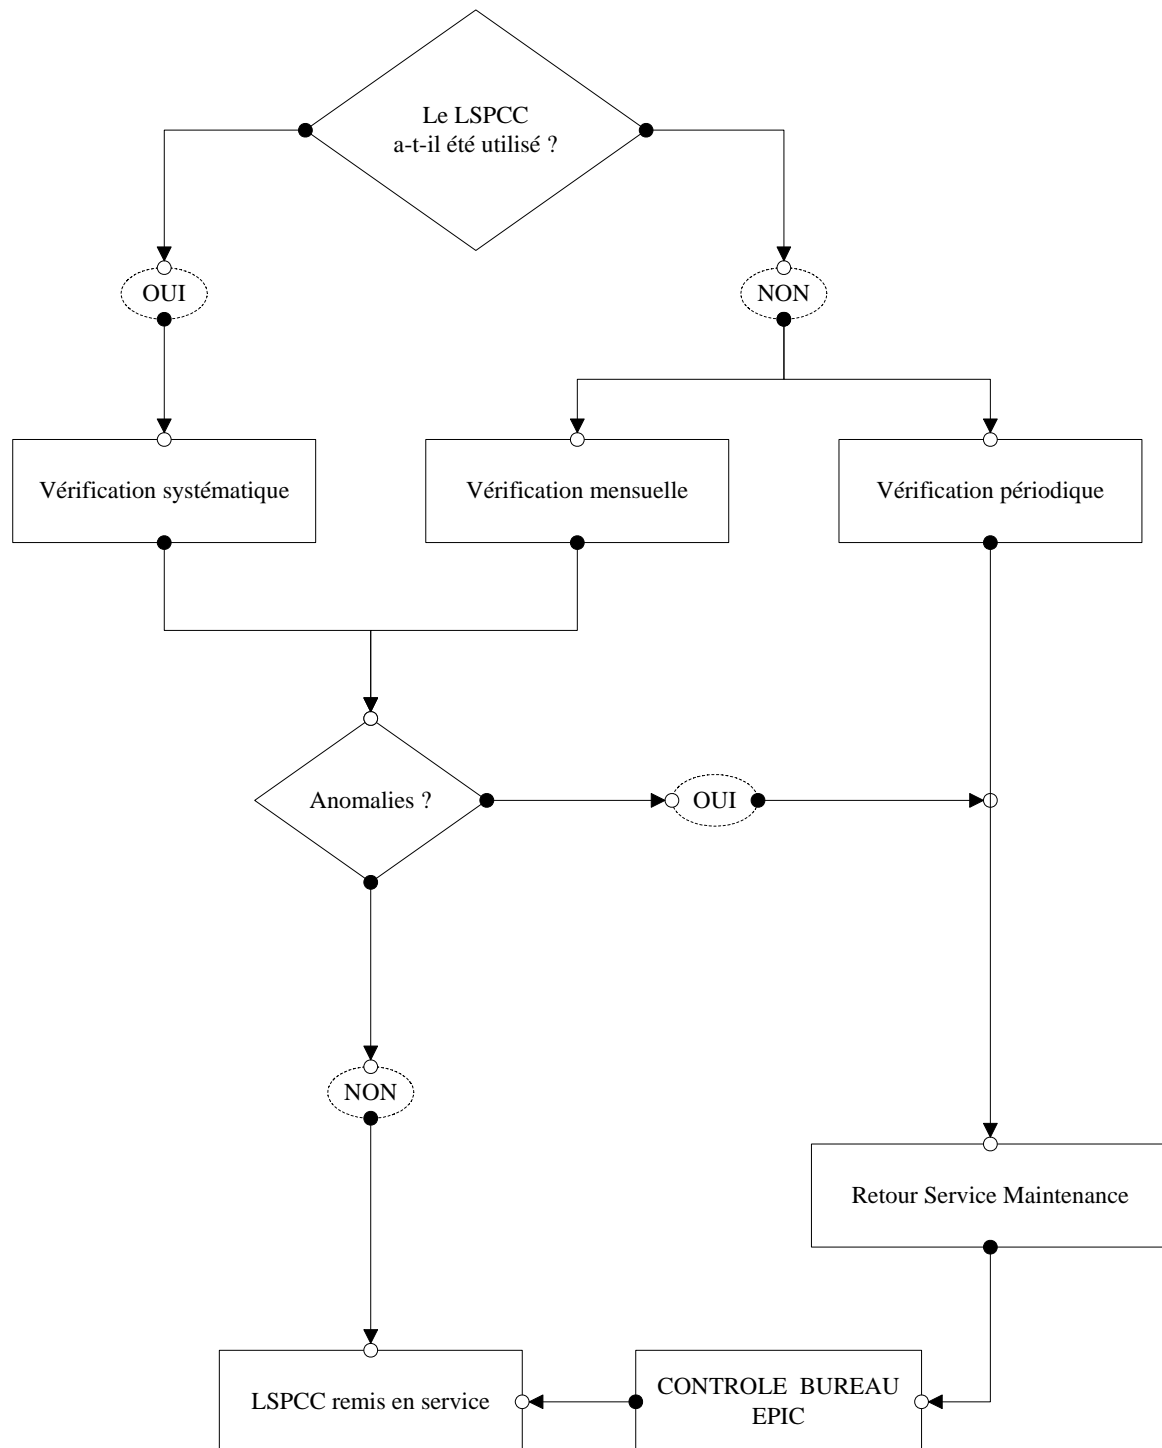 Le LSPCC
a-t-il été utilisé ?
OUI
NON
Vérification systématique
Vérification mensuelle
Vérification périodique
Anomalies ?
OUI
NON
Retour Service Maintenance
LSPCC remis en service
CONTROLE BUREAU
EPIC